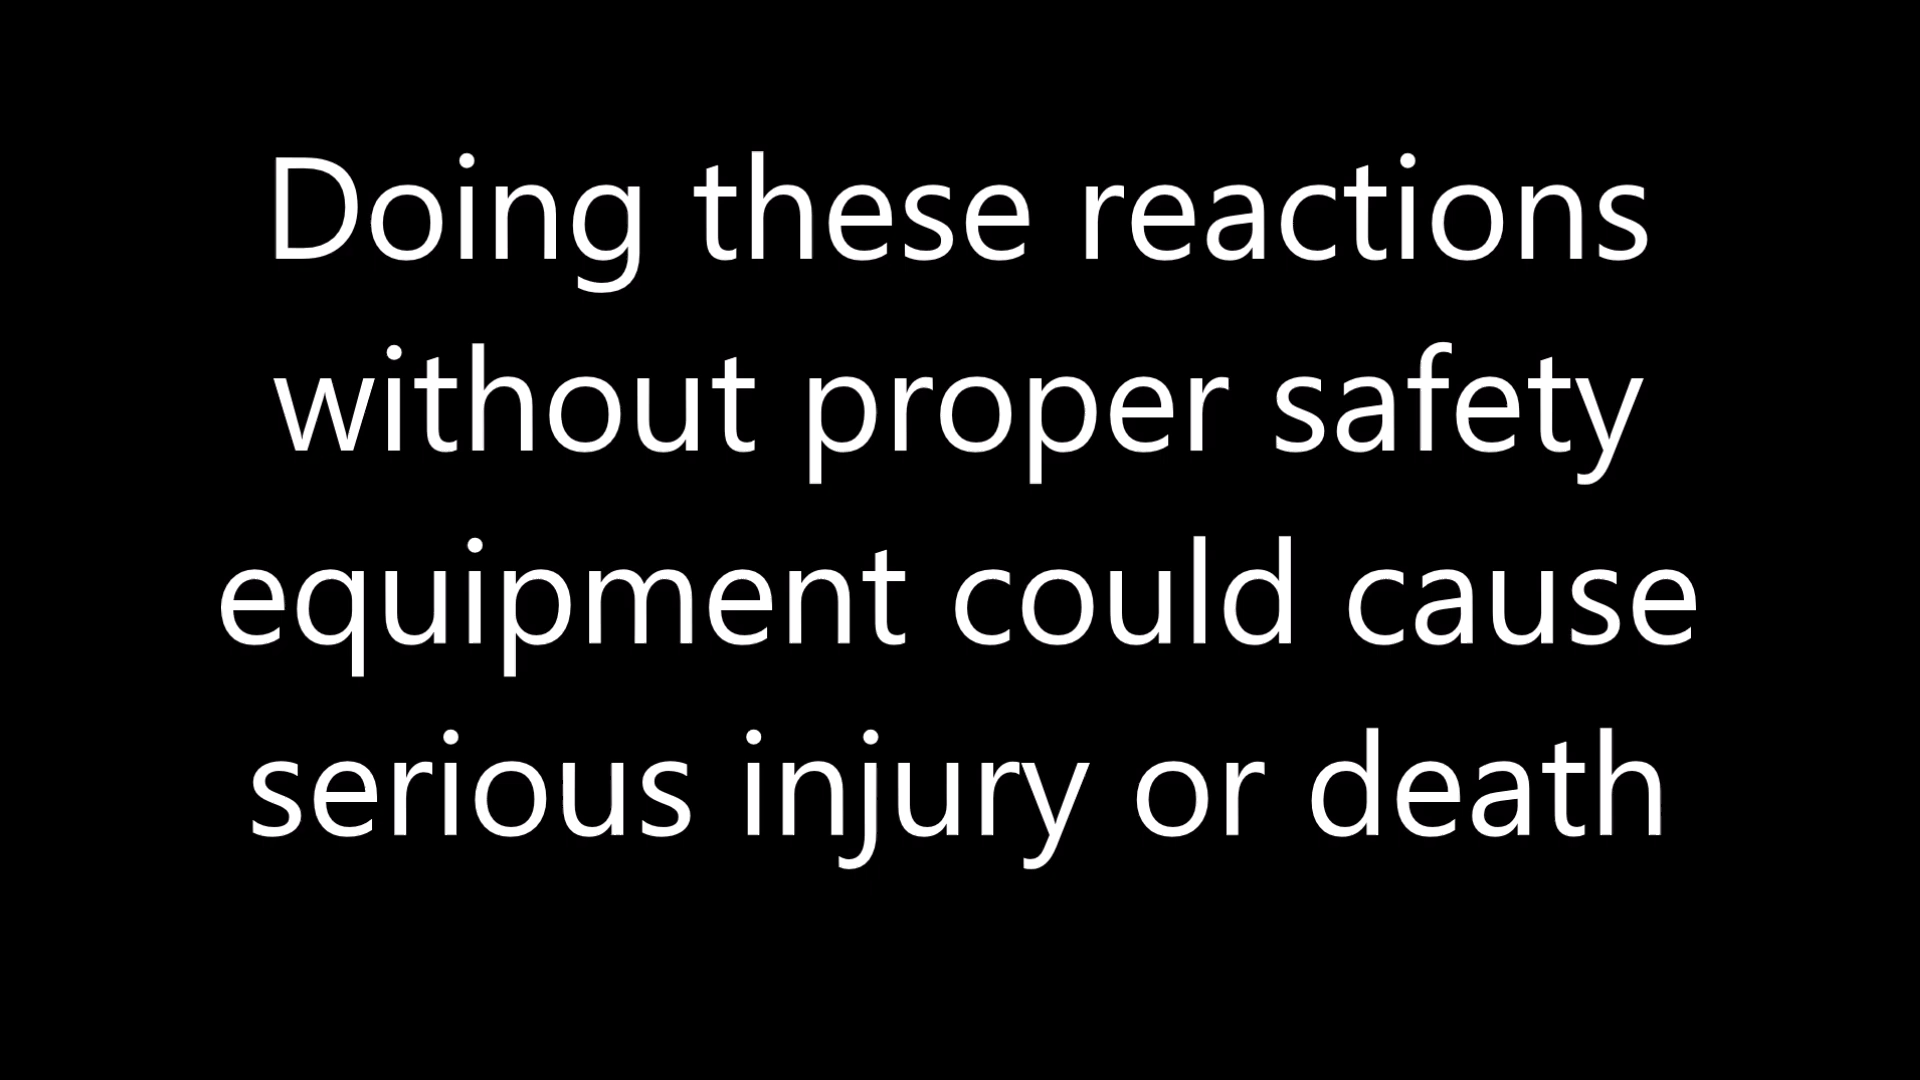 Doing these reactions
without proper safety
equipment could cause
serious injury or death